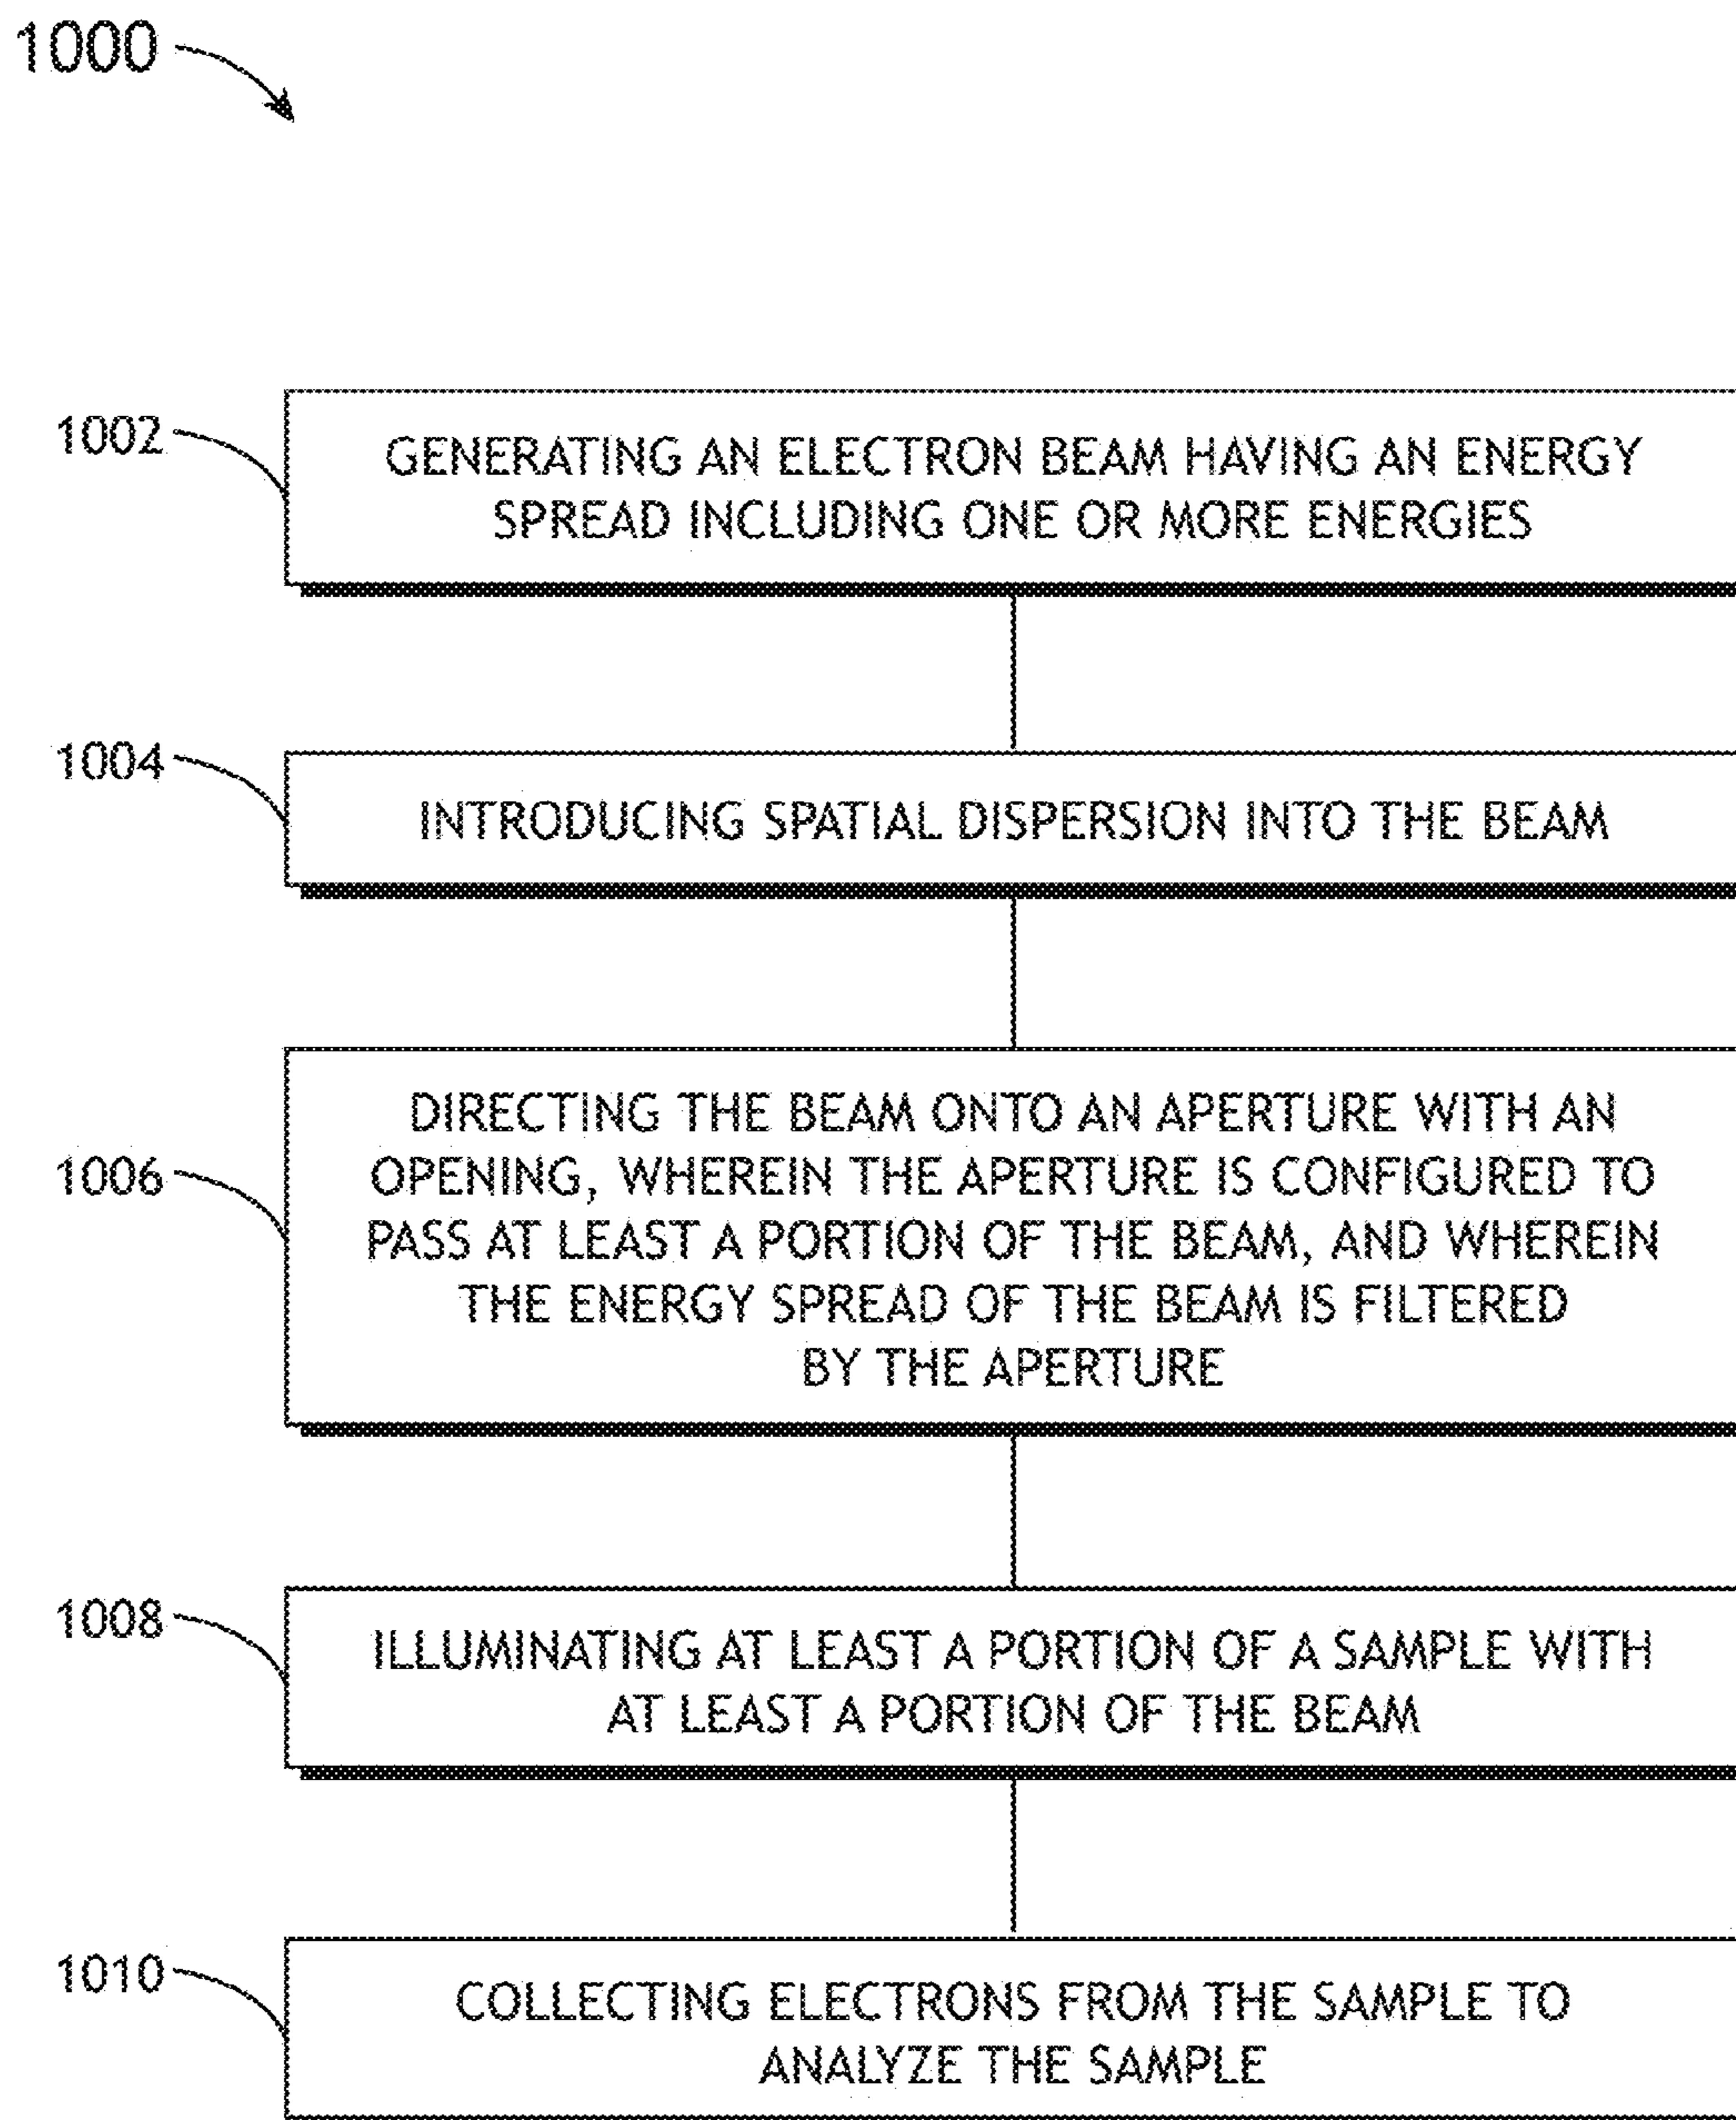 1000
1002
GENERATING AN ELECTRON BEAM HAVING AN ENERGY
SPREAD INCLUDING ONE OR MORE ENERGIES
1004
INTRODUCING SPATIAL DISPERSION INTO THE BEAM
1006
DIRECTING THE BEAM ONTO AN APERTURE WITH AN
OPENING, WHEREIN THE APERTURE IS CONFIGURED TO
PASS AT LEAST A PORTION OF THE BEAM, AND WHEREIN
THE ENERGY SPREAD OF THE BEAM IS FILTERED
BY THE APERTURE
1008
ILLUMINATING AT LEAST A PORTION OF A SAMPLE WITH
AT LEAST A PORTION OF THE BEAM
1010
COLLECTING ELECTRONS FROM THE SAMPLE TO
ANALYZE THE SAMPLE